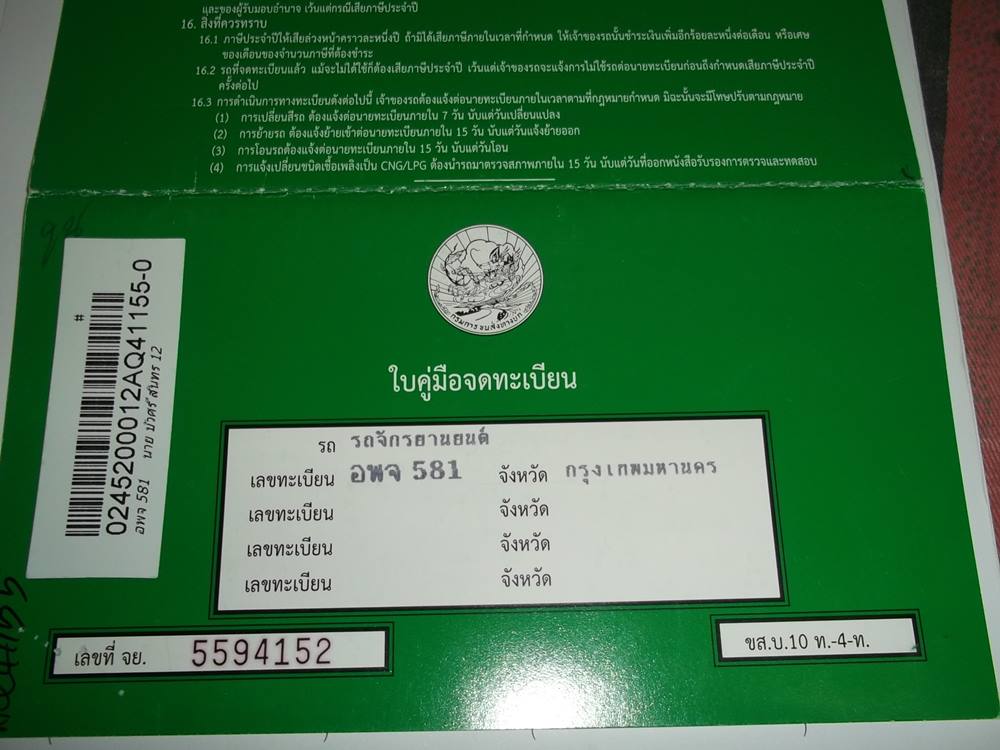 และของผู้รับมอบอำนาจ เว้นแต่กรณีเสียภาษีประจำปี
16. สิ่งที่ควรทราบ
16.1 ภาษีประจำปีให้เสียล่วงหน้าคราวละหนึ่งปี ถ้ามิได้เสียภาษีภายในเวลาที่กำหนด ให้เจ้าของรถนั้นชำระเงินเพิ่มอีกร้อยละหนึ่งต่อเดือน หรือเศษ
ของเดือนของจำนวนภาษีที่ต้องชำระ
16.2 รถที่จดทะเบียนแล้ว แม้จะไม่ได้ใช้ก็ต้องเสียภาษีประจำปี เว้นแต่เจ้าของรถจะแจ้งการไม่ใช้รถต่อนายทะเบียนก่อนถึงกำหนดเสียภาษีประจำปี
ครั้งต่อไป
16.3 การดำเนินการทางทะเบียนดังต่อไปนี้ เจ้าของรถต้องแจ้งต่อนายทะเบียนภายในเวลาตามที่กฎหมายกำหนด มิฉะนั้นจะมีโทษปรับตามกฎหมาย
(1) การเปลี่ยนสีรถ ต้องแจ้งต่อนายทะเบียนภายใน 7 วัน นับแต่วันเปลี่ยนแปลง
(2) การย้ายรถ ต้องแจ้งย้ายเข้าต่อนายทะเบียนภายใน 15 วัน นับแต่วันแจ้งย้ายออก
(3) การโอนรถต้องแจ้งต่อนายทะเบียนภายใน 15 วัน นับแต่วันโอน
(4) การแจ้งเปลี่ยนชนิดเชื้อเพลิงเป็น CNG/LPG ต้องนำรถมาตรวจสภาพภายใน 15 วัน นับแต่วันที่ออกหนังสือรับรองการตรวจและทดสอบ
#
0245200012AQ41155-0
อพจ 581 นาย บัวศรี สันทร 12
กรมการขนส่งทางบก
ใบคู่มือจดทะเบียน
รถ รถจักรยานยนต์
เลขทะเบียน อพจ 581 จังหวัด กรุงเทพมหานคร
เลขทะเบียน จังหวัด
เลขทะเบียน จังหวัด
เลขทะเบียน จังหวัด
เลขที่ จย. 5594152
ขส.บ.10 ท.-4-ท.